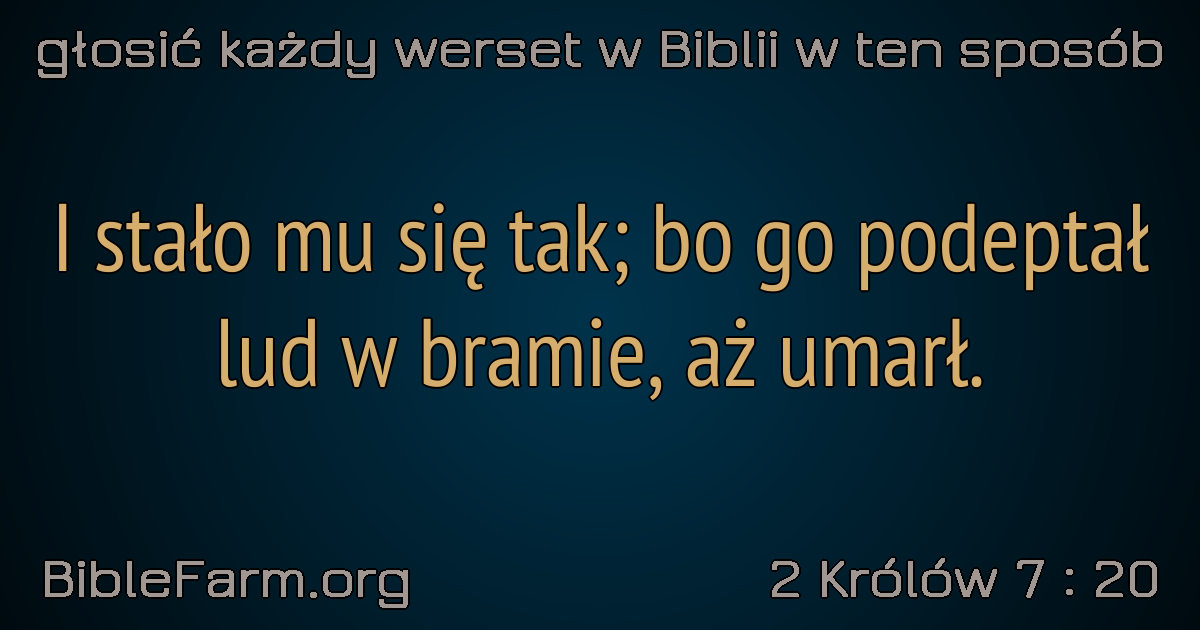 głosić każdy werset w Biblii w ten sposób
I stało mu się tak; bo go podeptał
lud w bramie, aż umarł.
BibleFarm.org
2 Królów 7 : 20